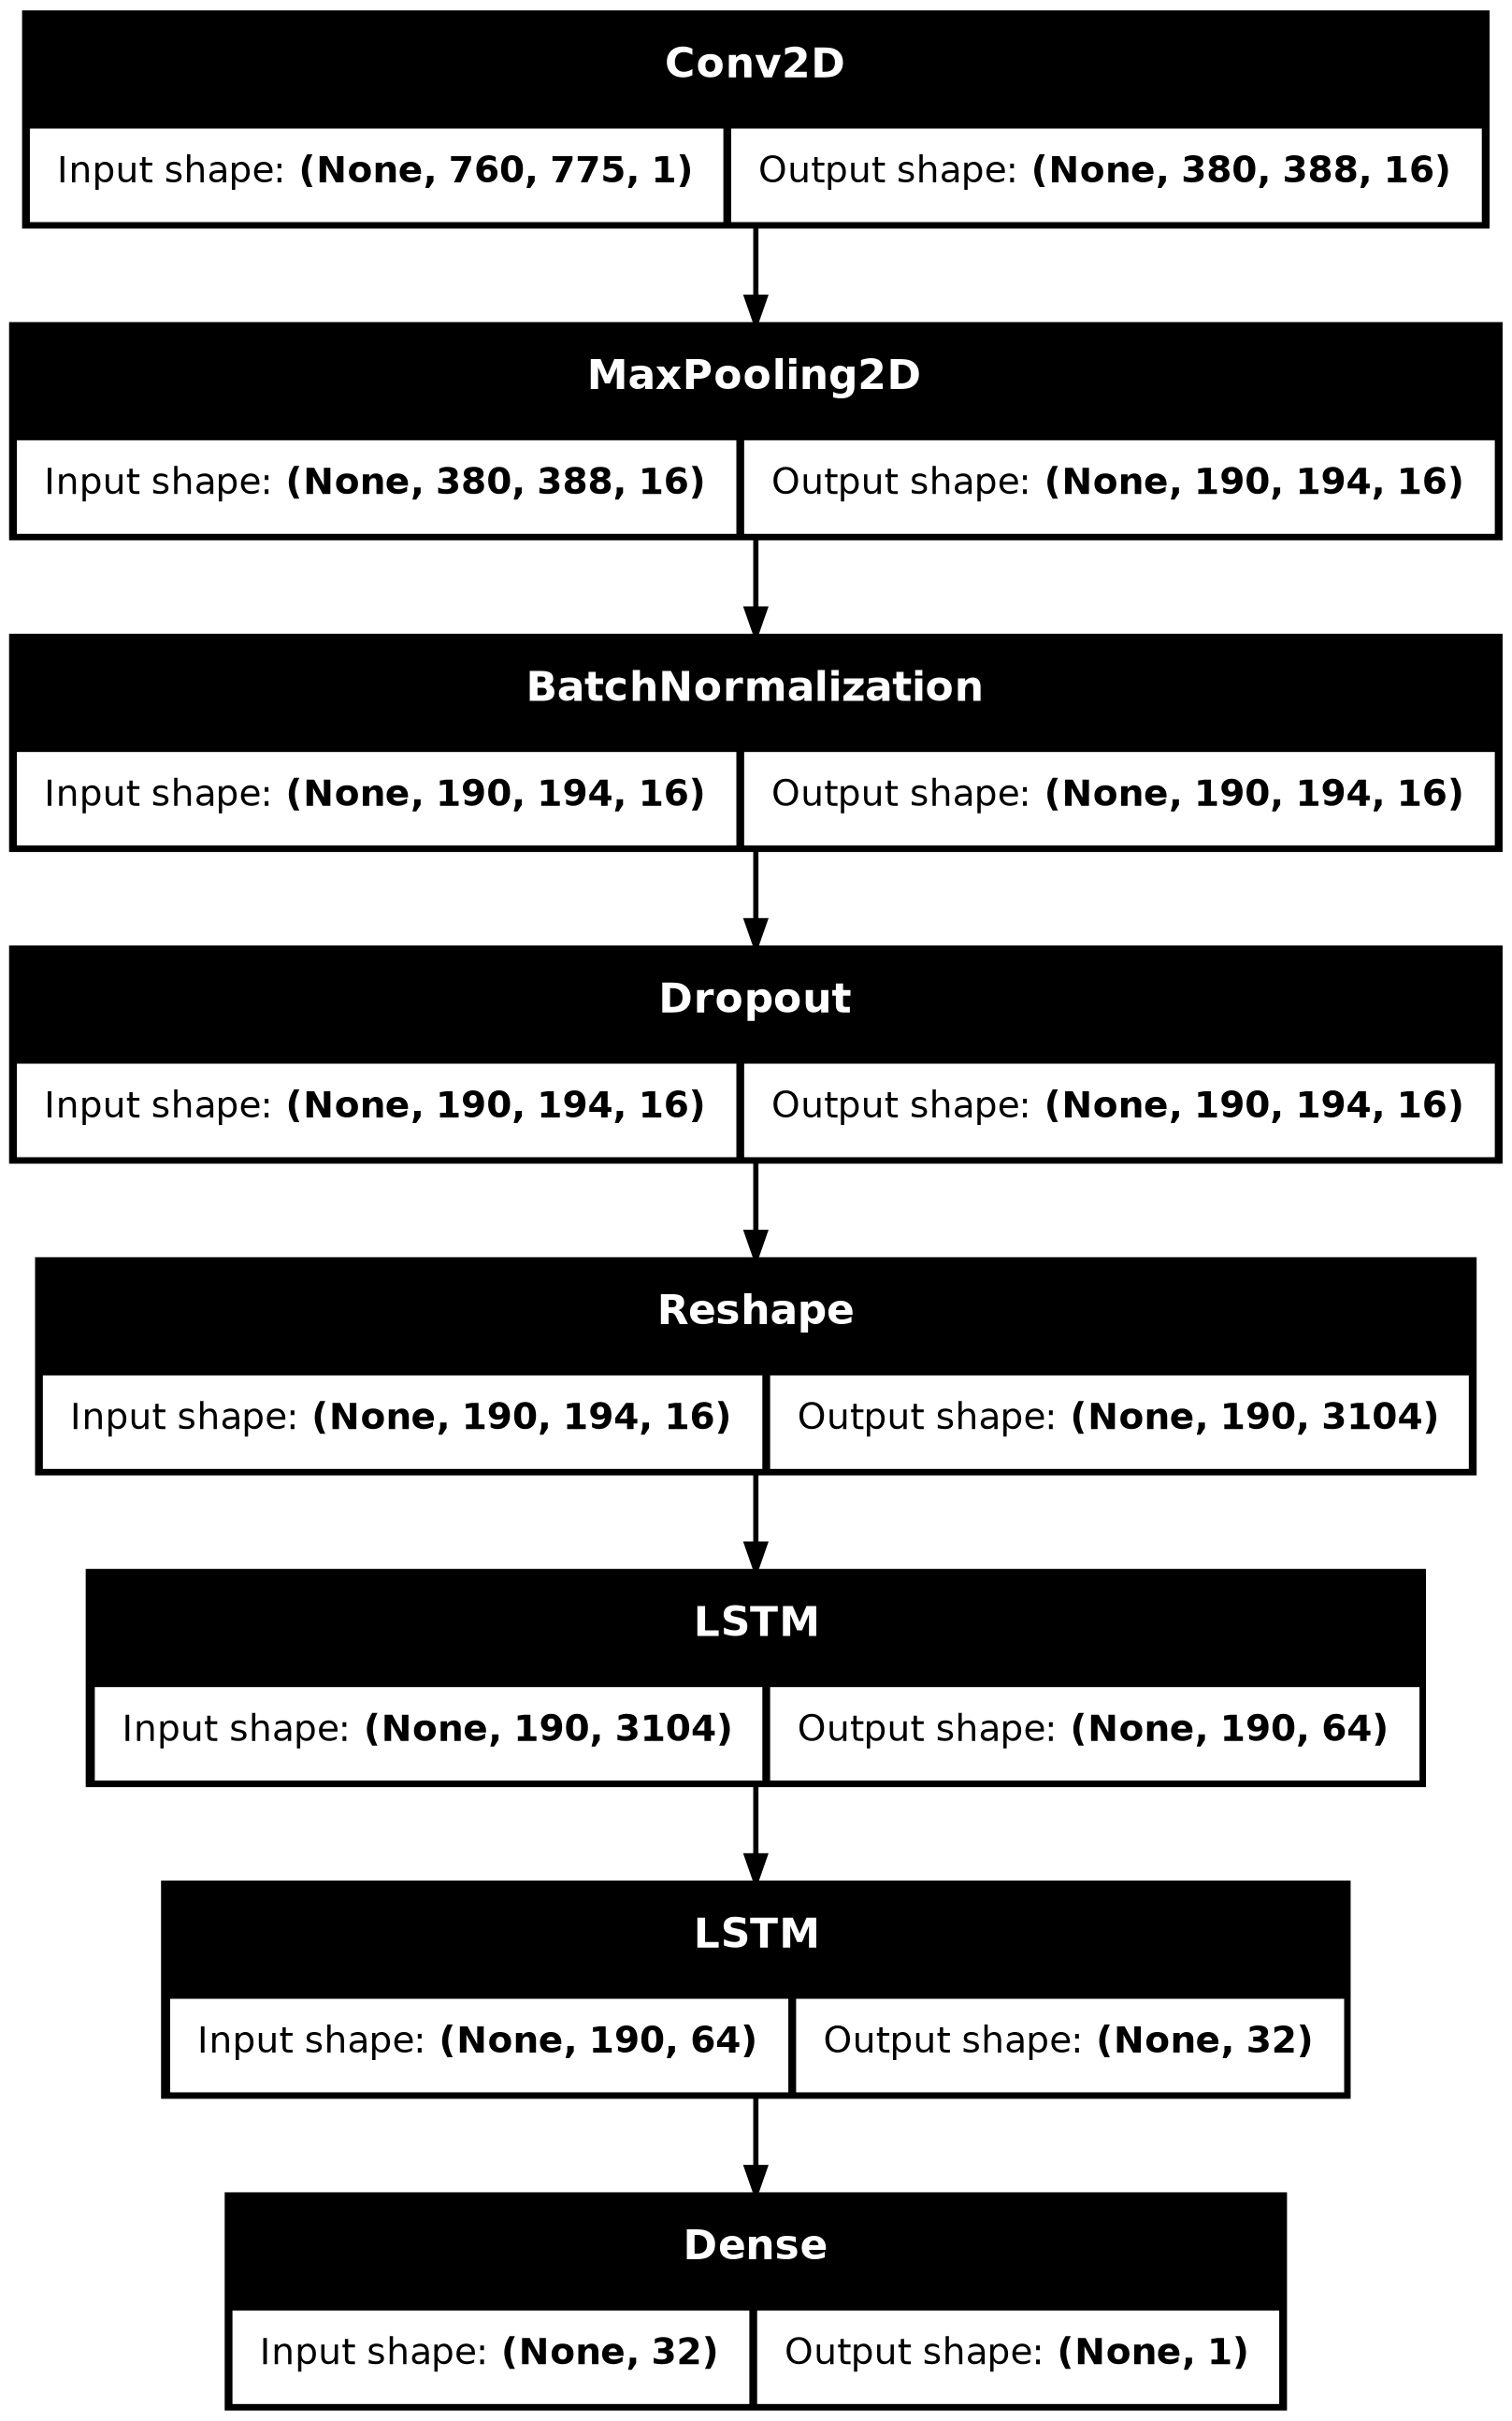 Conv2D
Input shape: (None, 760, 775, 1) Output shape: (None, 380, 388, 16)
MaxPooling2D
Input shape: (None, 380, 388, 16) Output shape: (None, 190, 194, 16)
BatchNormalization
Input shape: (None, 190, 194, 16) Output shape: (None, 190, 194, 16)
Dropout
Input shape: (None, 190, 194, 16) Output shape: (None, 190, 194, 16)
Reshape
Input shape: (None, 190, 194, 16) Output shape: (None, 190, 3104)
LSTM
Input shape: (None, 190, 3104) Output shape: (None, 190, 64)
LSTM
Input shape: (None, 190, 64) Output shape: (None, 32)
Dense
Input shape: (None, 32) Output shape: (None, 1)